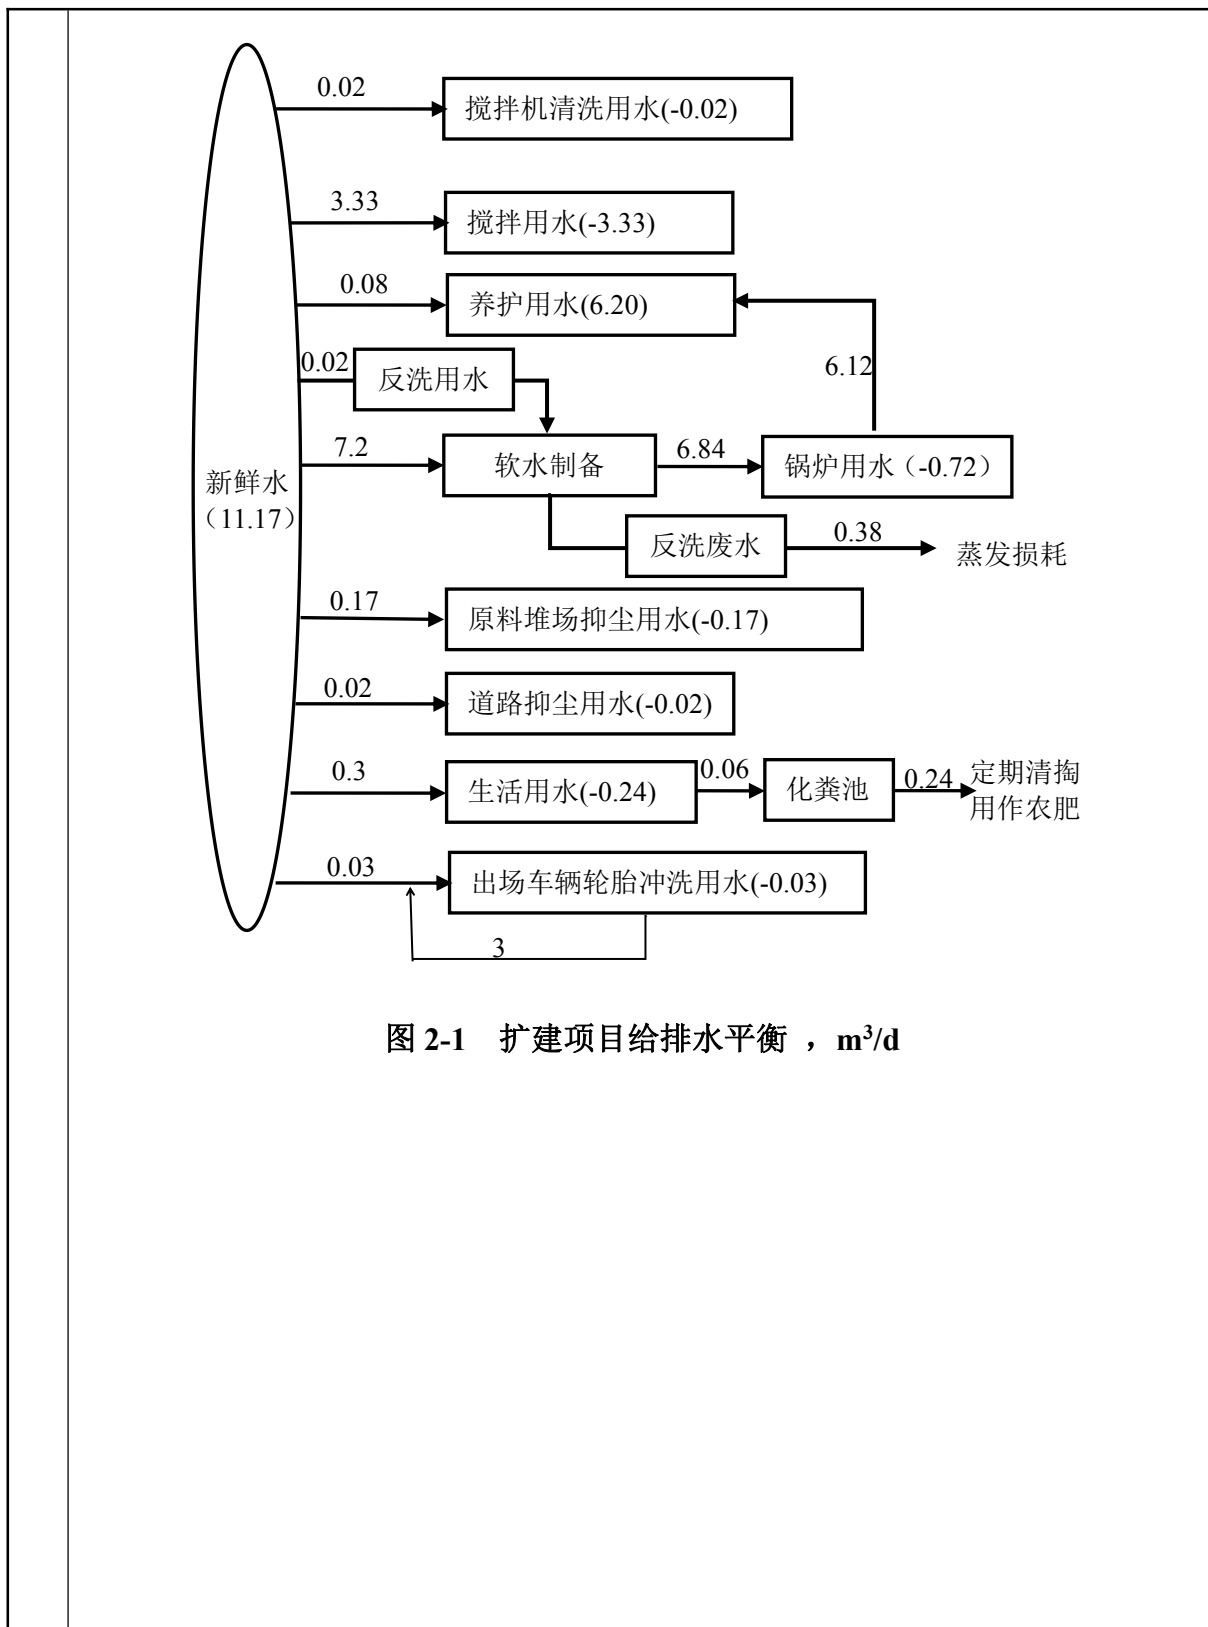 0.02
搅拌机清洗用水(-0.02)
3.33
搅拌用水(-3.33)
0.08
养护用水(6.20)
0.02
反洗用水
6.12
7.2
软水制备
6.84
锅炉用水（-0.72）
新鲜水
（11.17）
反洗废水
0.38
蒸发损耗
0.17
原料堆场抑尘用水(-0.17)
0.02
道路抑尘用水(-0.02)
0.3
生活用水(-0.24)
0.06
化粪池
0.24
定期清掏
用作农肥
0.03
出场车辆轮胎冲洗用水(-0.03)
3
图 2-1 扩建项目给排水平衡 ，m³/d